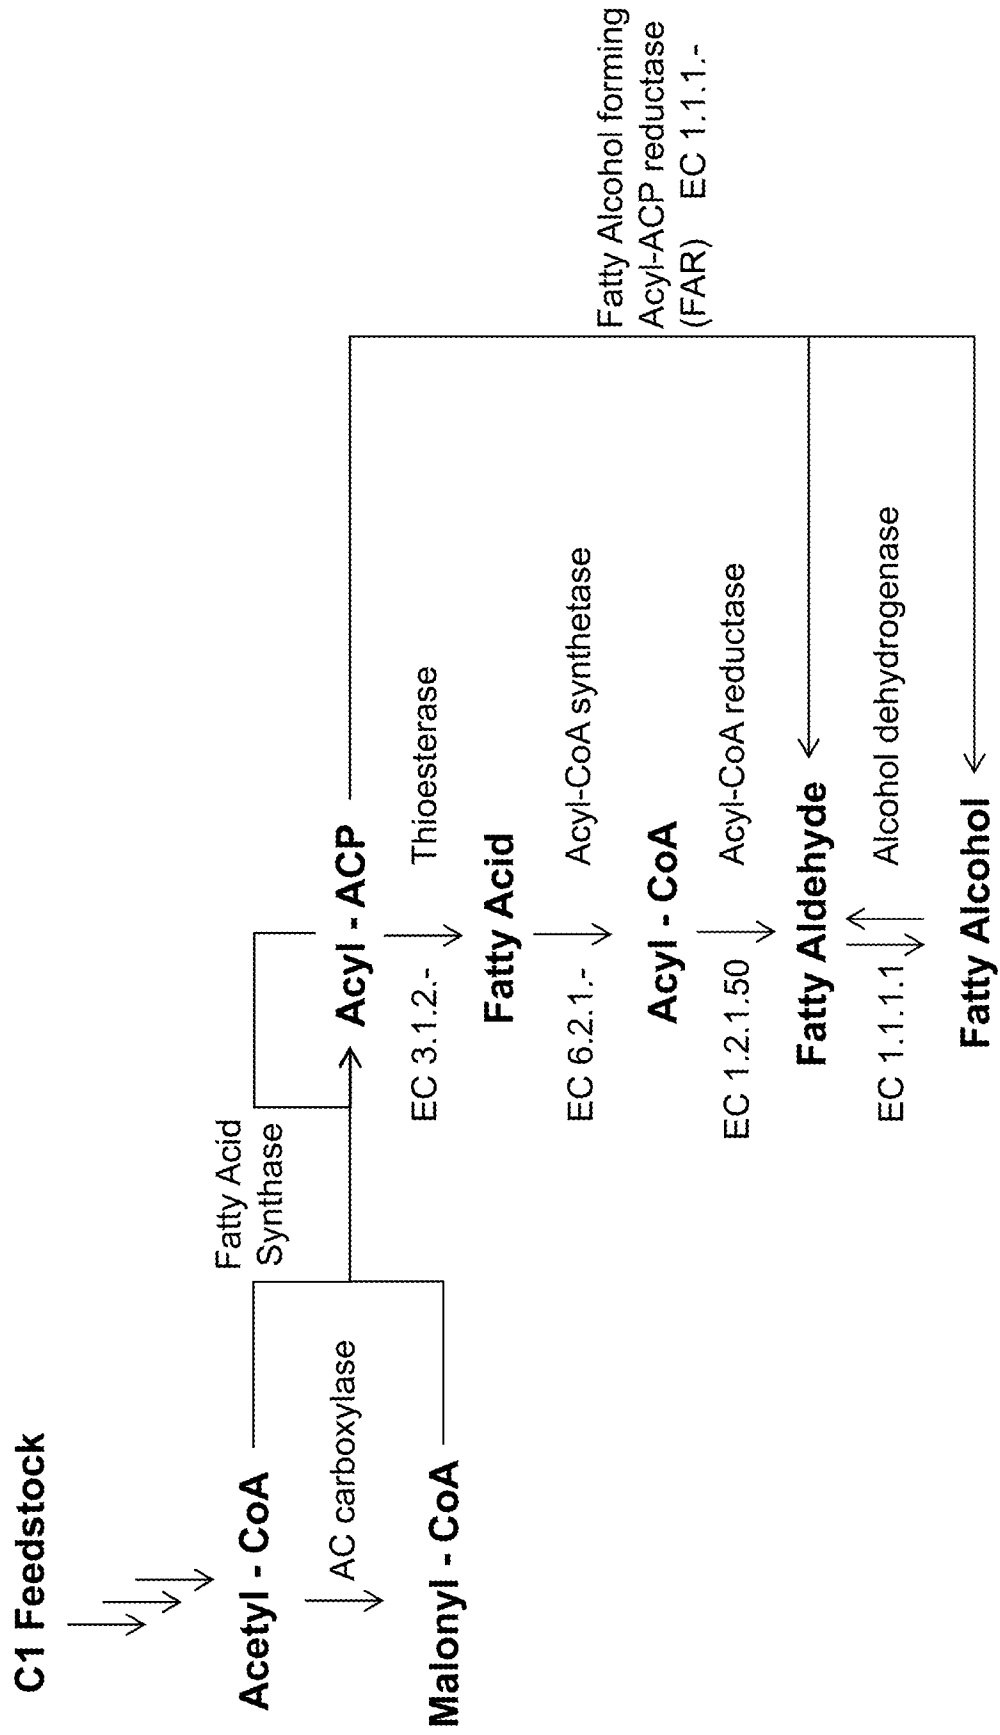 C1 Feedstock
Acetyl - CoA
AC carboxylase
Malonyl - CoA
Fatty Acid
Synthase
Acyl - ACP
EC 3.1.2.-
Thioesterase
Fatty Acid
EC 6.2.1.-
Acyl-CoA synthetase
Acyl - CoA
EC 1.2.1.50
Acyl-CoA reductase
Fatty Aldehyde
EC 1.1.1.1
Alcohol dehydrogenase
Fatty Alcohol
Fatty Alcohol forming
Acyl-ACP reductase
(FAR) EC 1.1.1.-